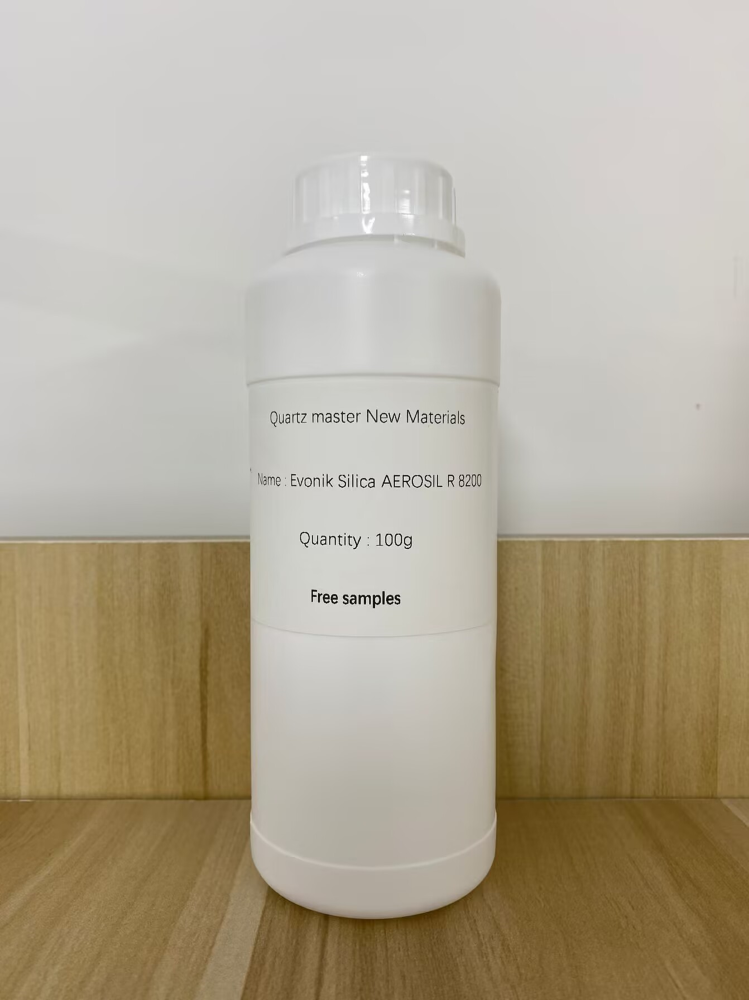 Quartz master New Materials
Name : Evonik Silica AEROSIL R 8200
Quantity : 100g
Free samples